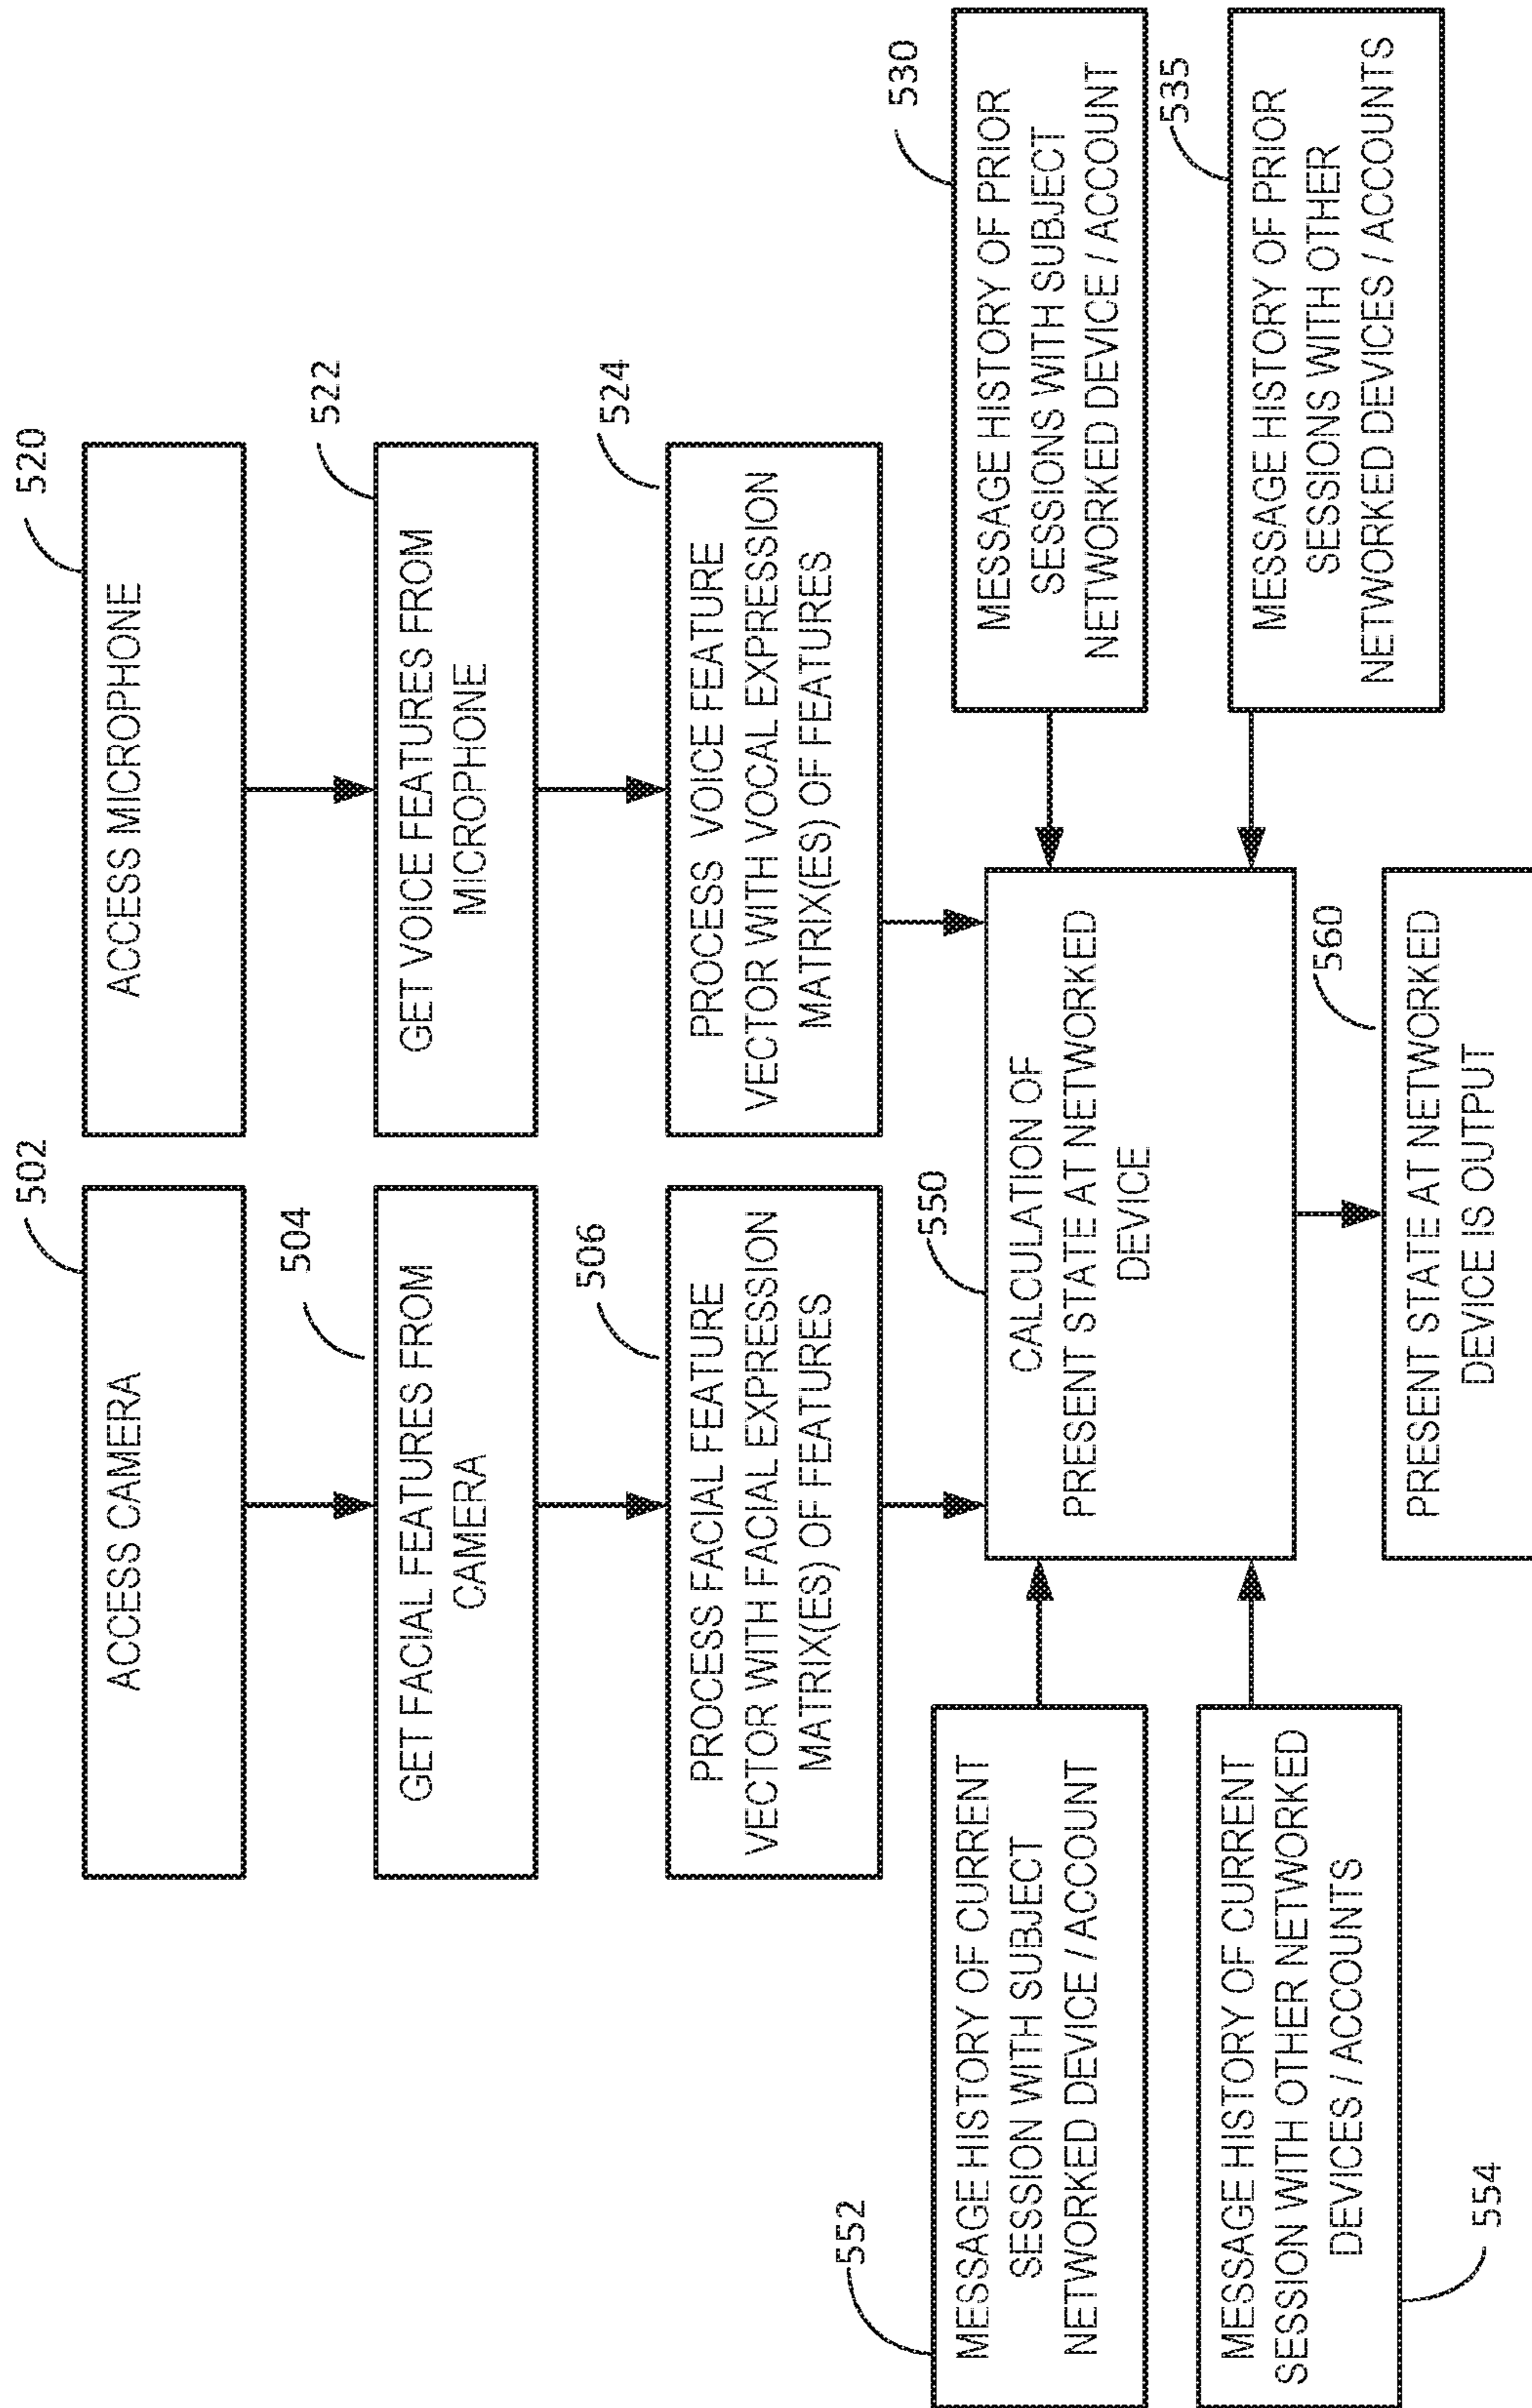 502
ACCESS CAMERA
504
GET FACIAL FEATURES FROM
CAMERA
506
PROCESS FACIAL FEATURE
VECTOR WITH FACIAL EXPRESSION
MATRIX(ES) OF FEATURES
520
ACCESS MICROPHONE
522
GET VOICE FEATURES FROM
MICROPHONE
524
PROCESS VOICE FEATURE
VECTOR WITH VOCAL EXPRESSION
MATRIX(ES) OF FEATURES
552
MESSAGE HISTORY OF CURRENT
SESSION WITH SUBJECT
NETWORKED DEVICE / ACCOUNT
554
MESSAGE HISTORY OF CURRENT
SESSION WITH OTHER NETWORKED
DEVICES / ACCOUNTS
550
CALCULATION OF
PRESENT STATE AT NETWORKED
DEVICE
530
MESSAGE HISTORY OF PRIOR
SESSIONS WITH SUBJECT
NETWORKED DEVICE / ACCOUNT
535
MESSAGE HISTORY OF PRIOR
SESSIONS WITH OTHER
NETWORKED DEVICES / ACCOUNTS
560
PRESENT STATE AT NETWORKED
DEVICE IS OUTPUT